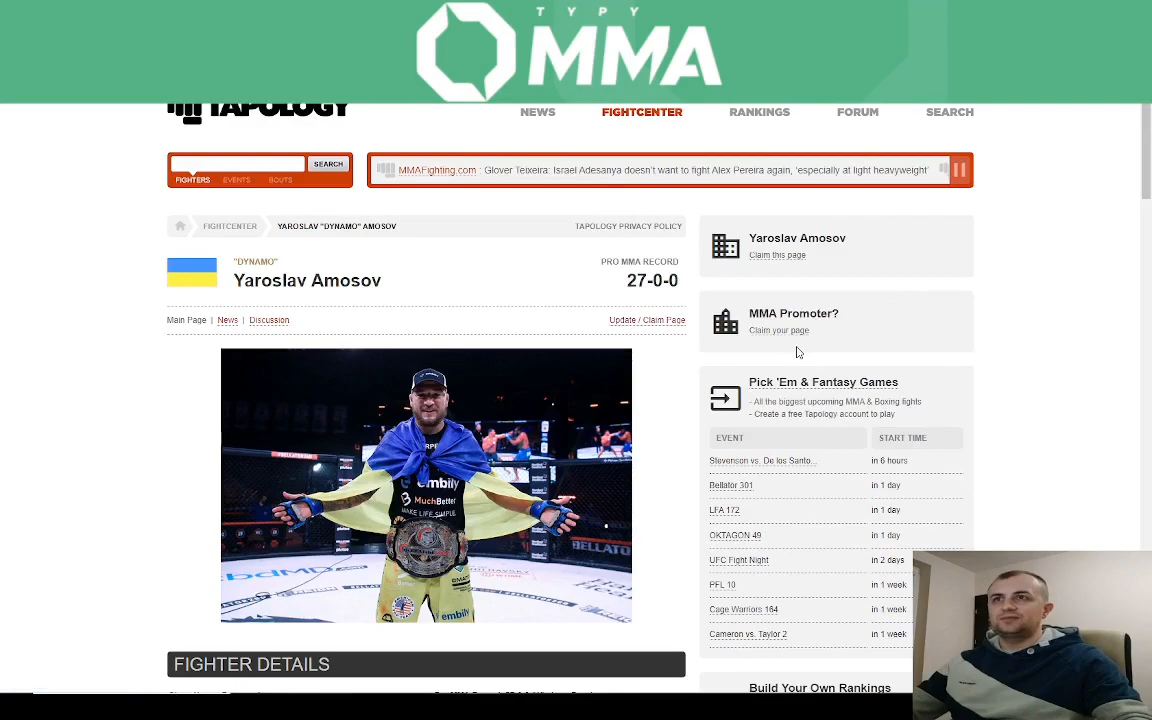 TYPY
MMA
TAPOLOGY
NEWS
FIGHTCENTER
RANKINGS
FORUM
SEARCH
SEARCH
FIGHTERS EVENTS BOUTS
MMAFighting.com : Glover Teixeira: Israel Adesanya doesn't want to fight Alex Pereira again, 'especially at light heavyweight'
FIGHTCENTER YAROSLAV "DYNAMO" AMOSOV TAPOLOGY PRIVACY POLICY
"DYNAMO"
Yaroslav Amosov
PRO MMA RECORD
27-0-0
Main Page | News | Discussion
Update / Claim Page
BELLATOR
embily
MuchBetter
MAKE LIFE SIMPLE
embily
FIGHTER DETAILS
Yaroslav Amosov
Claim this page
MMA Promoter?
Claim your page
Pick 'Em & Fantasy Games
- All the biggest upcoming MMA & Boxing fights
- Create a free Tapology account to play
EVENT START TIME
Stevenson vs. De los Santo... in 6 hours
Bellator 301 in 1 day
LFA 172 in 1 day
OKTAGON 49 in 1 day
UFC Fight Night in 2 days
PFL 10 in 1 week
Cage Warriors 164 in 1 week
Cameron vs. Taylor 2 in 1 week
Build Your Own Rankings